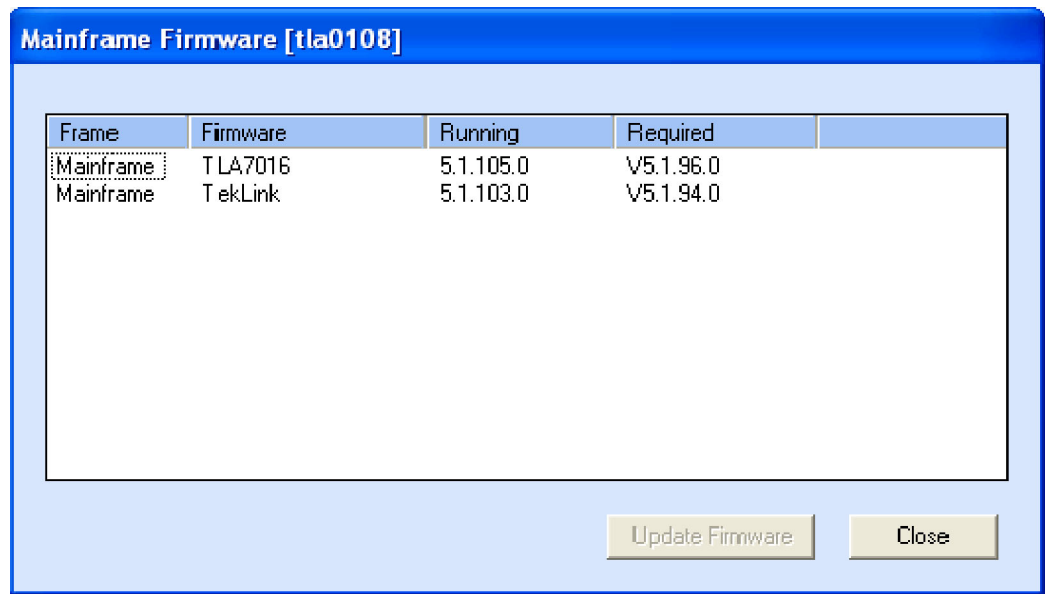 Mainframe Firmware [tla0108]
Frame Firmware Running Required
Mainframe TLA7016 5.1.105.0 V5.1.96.0
Mainframe TekLink 5.1.103.0 V5.1.94.0
Update Firmware Close